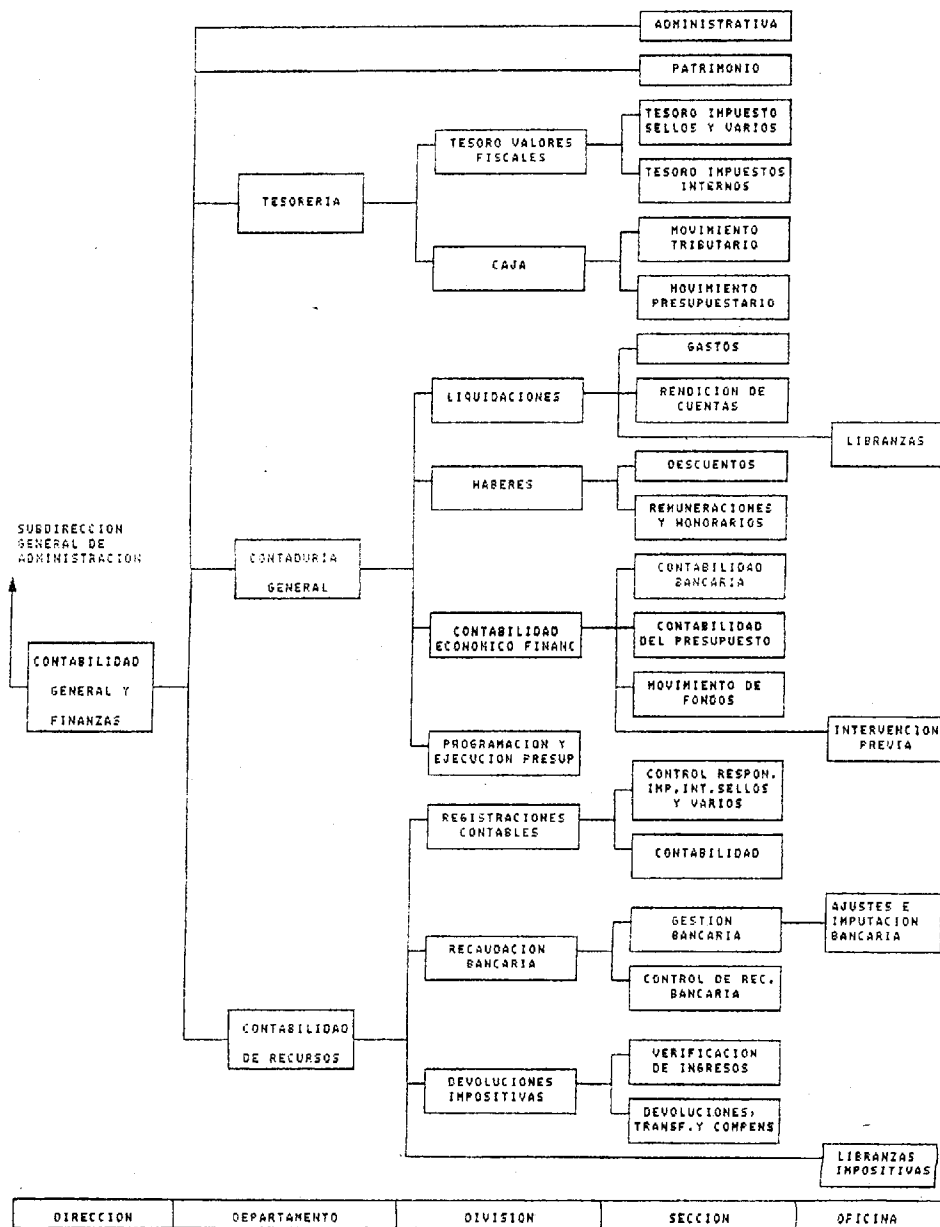 ADMINISTRATIVA
PATRIMONIO
TESORO IMPUESTO
SELLOS Y VARIOS
TESORO VALORES
FISCALES
TESORO IMPUESTOS
INTERNOS
TESORERIA
MOVIMIENTO
TRIBUTARIO
CAJA
MOVIMIENTO
PRESUPUESTARIO
GASTOS
LIQUIDACIONES
RENDICION DE
CUENTAS
LIBRANZAS
DESCUENTOS
HABERES
REMUNERACIONES
Y HONORARIOS
SUBDIRECCION
GENERAL DE
ADMINISTRACION
CONTADURIA
GENERAL
CONTABILIDAD
BANCARIA
CONTABILIDAD
ECONOMICO FINANC
CONTABILIDAD
DEL PRESUPUESTO
CONTABILIDAD
GENERAL Y
FINANZAS
MOVIMIENTO DE
FONDOS
INTERVENCION
PREVIA
PROGRAMACION Y
EJECUCION PRESUP
CONTROL RESPON.
IMP.INT.SELLOS
Y VARIOS
REGISTRACIONES
CONTABLES
CONTABILIDAD
GESTION
BANCARIA
AJUSTES E
IMPUTACION
BANCARIA
RECAUDACION
BANCARIA
CONTROL DE REC.
BANCARIA
CONTABILIDAD
DE RECURSOS
VERIFICACION
DE INGRESOS
DEVOLUCIONES
IMPOSITIVAS
DEVOLUCIONES,
TRANSF.Y COMPENS
LIBRANZAS
IMPOSITIVAS
DIRECCION DEPARTAMENTO DIVISION SECCION OFICINA